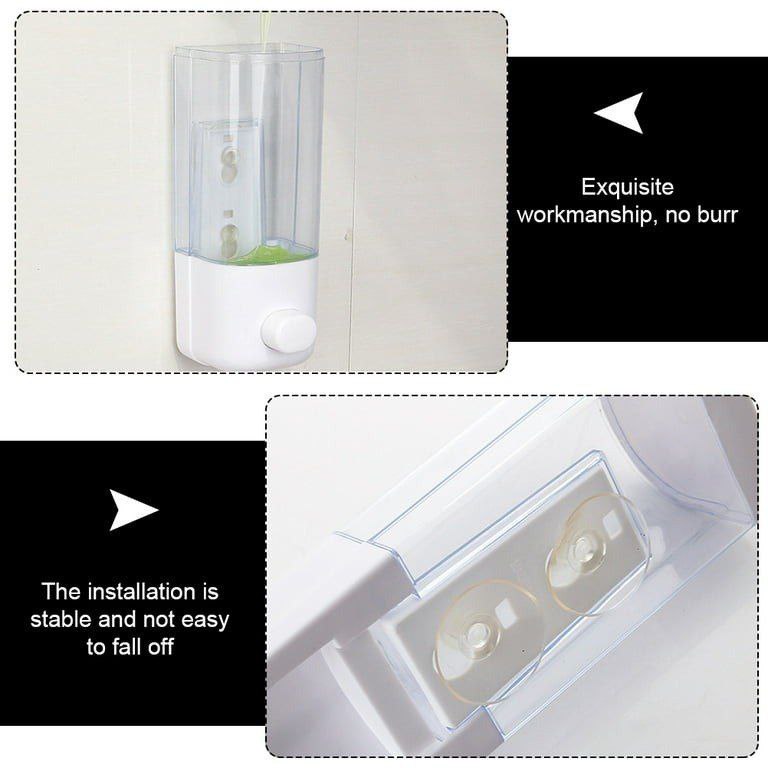 Exquisite
workmanship, no burr
The installation is
stable and not easy
to fall off